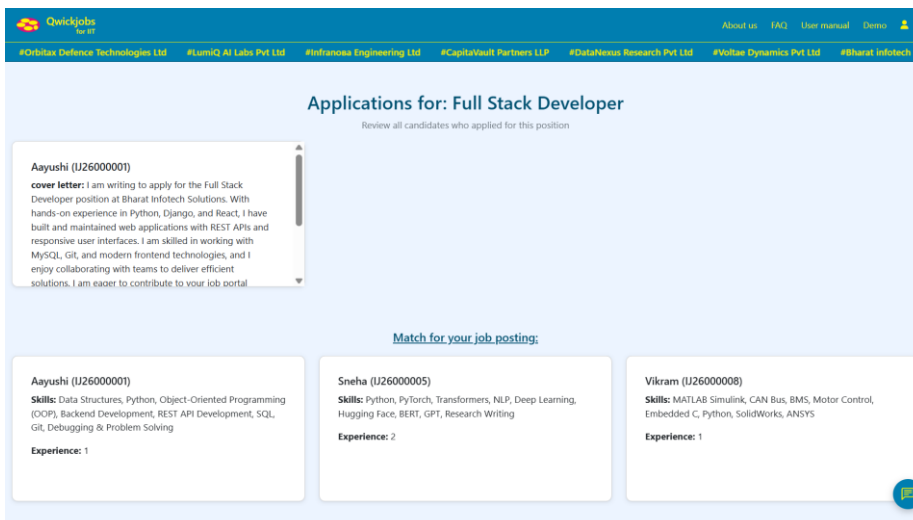 Qwickjobs
for IIT
About us FAQ User manual Demo
#Orbitax Defence Technologies Ltd #LumiQ AI Labs Pvt Ltd #Infranoва Engineering Ltd #CapitaVault Partners LLP #DataNexus Research Pvt Ltd #Voltae Dynamics Pvt Ltd #Bharat infotech
Applications for: Full Stack Developer
Review all candidates who applied for this position
Aayushi (IJ26000001)
cover letter: I am writing to apply for the Full Stack
Developer position at Bharat Infotech Solutions. With
hands-on experience in Python, Django, and React, I have
built and maintained web applications with REST APIs and
responsive user interfaces. I am skilled in working with
MySQL, Git, and modern frontend technologies, and I
enjoy collaborating with teams to deliver efficient
solutions. I am eager to contribute to your job portal
Match for your job posting:
Aayushi (IJ26000001)
Skills: Data Structures, Python, Object-Oriented Programming
(OOP), Backend Development, REST API Development, SQL,
Git, Debugging & Problem Solving
Experience: 1
Sneha (IJ26000005)
Skills: Python, PyTorch, Transformers, NLP, Deep Learning,
Hugging Face, BERT, GPT, Research Writing
Experience: 2
Vikram (IJ26000008)
Skills: MATLAB Simulink, CAN Bus, BMS, Motor Control,
Embedded C, Python, SolidWorks, ANSYS
Experience: 1